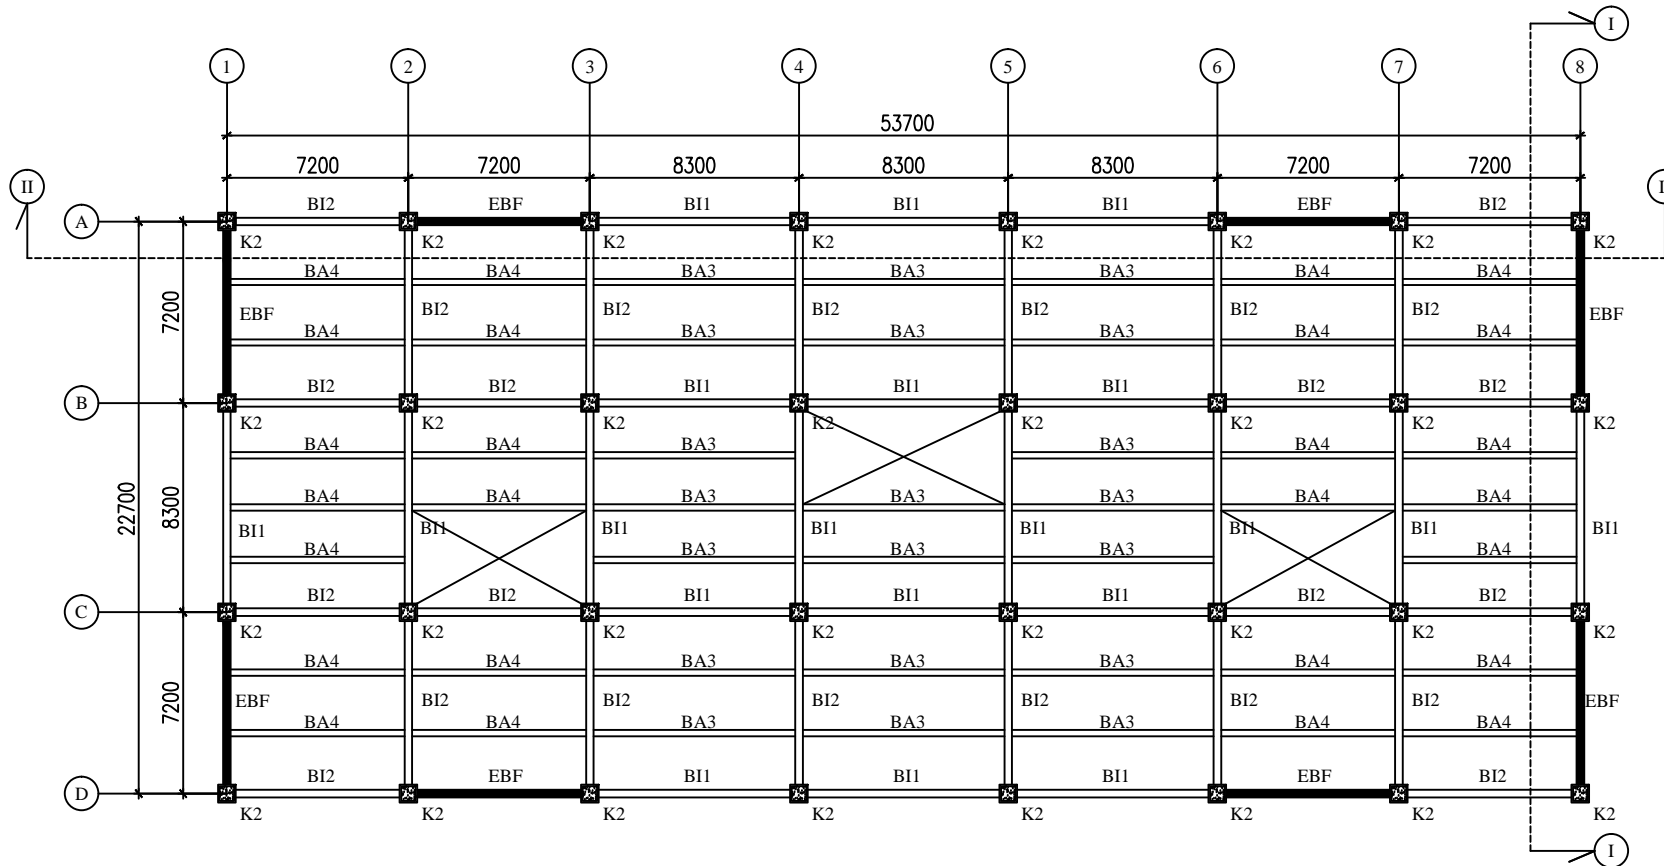 I
1 2 3 4 5 6 7 8
53700
7200 7200 8300 8300 8300 7200 7200
II
BI2 EBF BI1 BI1 BI1 EBF BI2
A
K2 K2 K2 K2 K2 K2 K2 K2
BA4 BA4 BA3 BA3 BA3 BA4 BA4
7200 EBF BI2 BI2 BI2 BI2 BI2 BI2 EBF
BA4 BA4 BA3 BA3 BA3 BA4 BA4
BI2 BI2 BI1 BI1 BI1 BI2 BI2
B
K2 K2 K2 K2 K2 K2 K2 K2
BA4 BA4 BA3 BA3 BA4 BA4
BA4 BA4 BA3 BA3 BA3 BA4 BA4
22700 8300 BI1 BI1 BI1 BI1 BI1 BI1 BI1 BI1
BA4 BA3 BA3 BA3 BA4
BI2 BI2 BI1 BI1 BI1 BI2 BI2
C
K2 K2 K2 K2 K2 K2 K2 K2
BA4 BA4 BA3 BA3 BA3 BA4 BA4
7200 EBF BI2 BI2 BI2 BI2 BI2 BI2 EBF
BA4 BA4 BA3 BA3 BA3 BA4 BA4
BI2 EBF BI1 BI1 BI1 EBF BI2
D
K2 K2 K2 K2 K2 K2 K2 K2
I